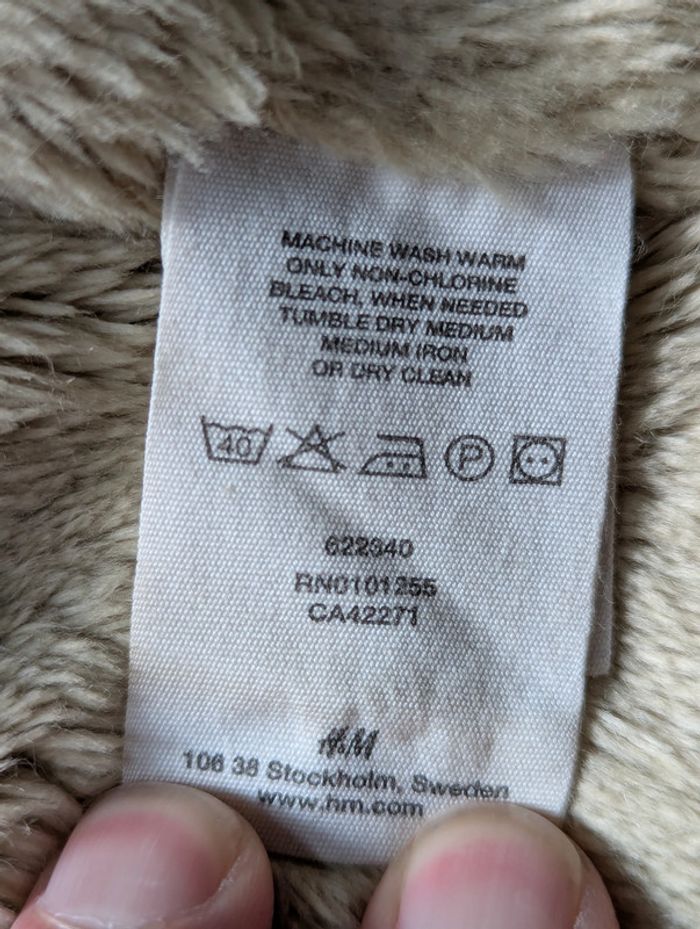 MACHINE WASH WARM
ONLY NON-CHLORINE
BLEACH, WHEN NEEDED
TUMBLE DRY MEDIUM
MEDIUM IRON
OR DRY CLEAN
40 P
622340
RN0101255
CA42271
H&M
106 38 Stockholm, Sweden
www.hm.com